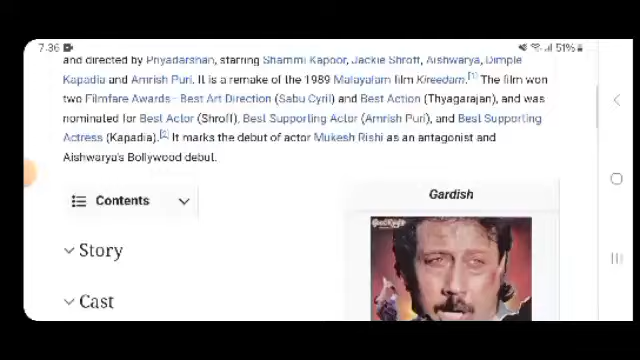 7:36 51%
and directed by Priyadarshan, starring Shammi Kapoor, Jackie Shroff, Aishwarya, Dimple
Kapadia and Amrish Puri. It is a remake of the 1989 Malayalam film Kireedam.[1] The film won
two Filmfare Awards– Best Art Direction (Sabu Cyril) and Best Action (Thyagarajan), and was
nominated for Best Actor (Shroff), Best Supporting Actor (Amrish Puri), and Best Supporting
Actress (Kapadia).[2] It marks the debut of actor Mukesh Rishi as an antagonist and
Aishwarya's Bollywood debut.
Contents
Gardish
Story
Cast